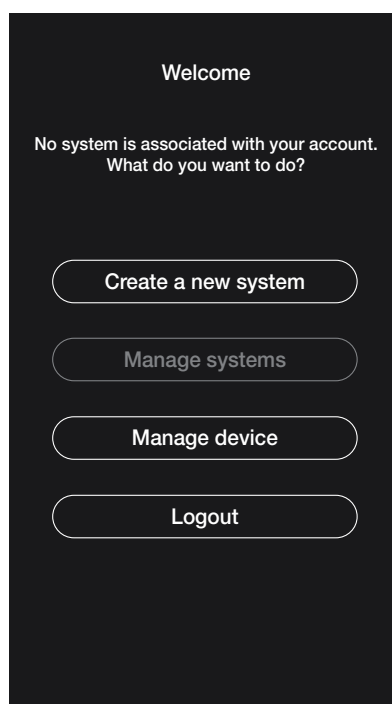 Welcome
No system is associated with your account.
What do you want to do?
Create a new system
Manage systems
Manage device
Logout